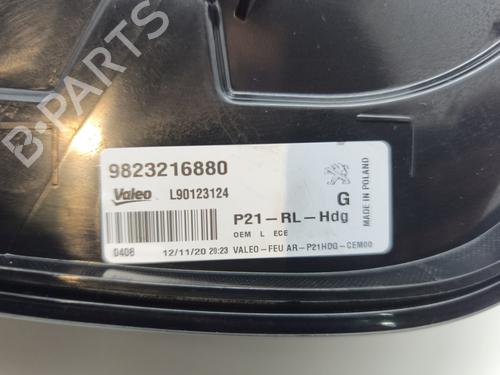 B-PARTS
9823216880
Valeo L90123124
G
P21-RL-Hdg
OEM L ECE
0408 12/11/20 20:23 VALEO-FEU AR-P21HDG-CEM00
MADE IN POLAND